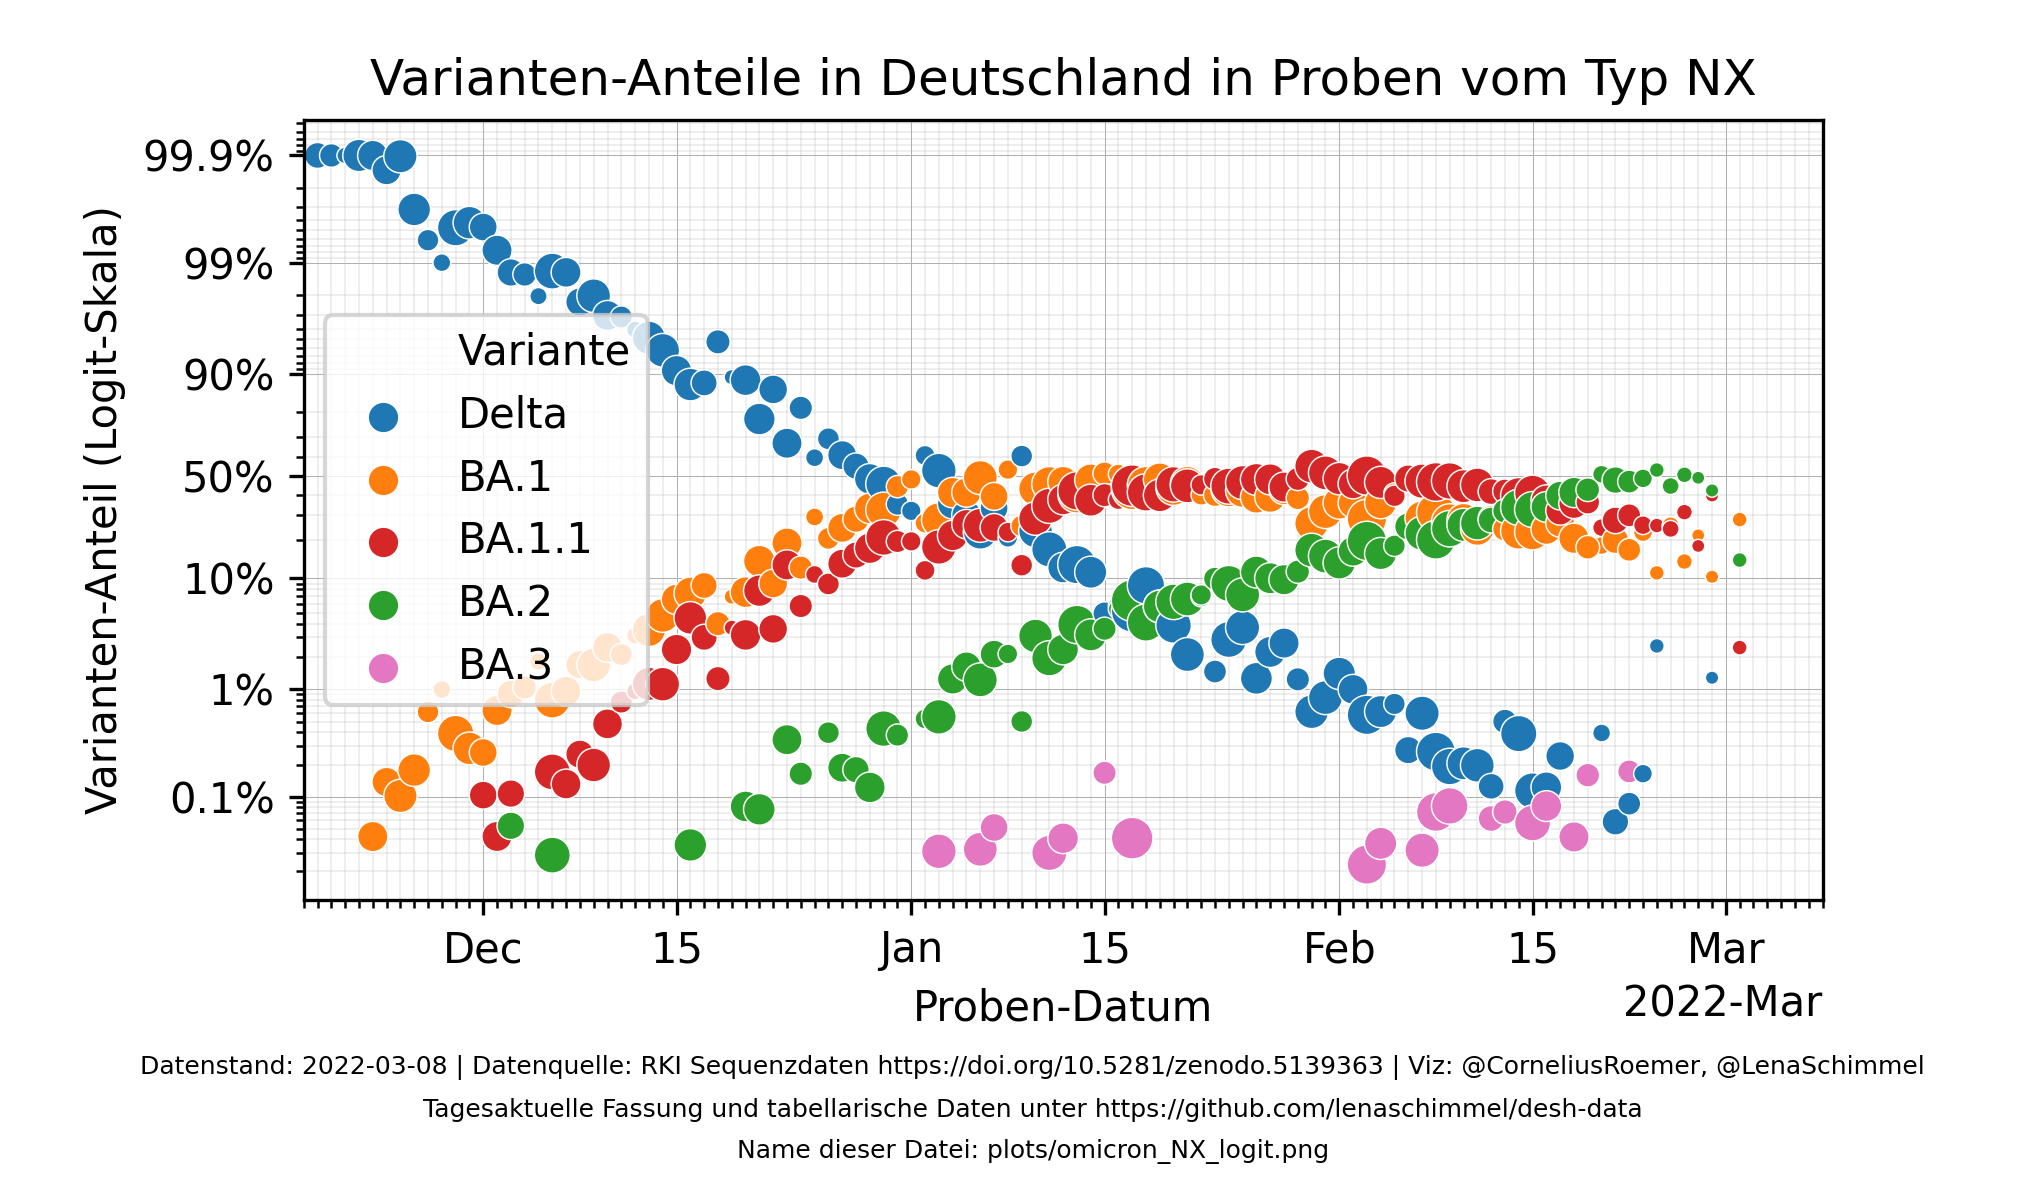 Varianten-Anteile in Deutschland in Proben vom Typ NX
Varianten-Anteil (Logit-Skala)
99.9%
99%
90%
50%
10%
1%
0.1%
Variante
Delta
BA.1
BA.1.1
BA.2
BA.3
Dec
15
Jan
15
Feb
15
Mar
Proben-Datum
2022-Mar
Datenstand: 2022-03-08 | Datenquelle: RKI Sequenzdaten https://doi.org/10.5281/zenodo.5139363 | Viz: @CorneliusRoemer, @LenaSchimmel
Tagesaktuelle Fassung und tabellarische Daten unter https://github.com/lenaschimmel/desh-data
Name dieser Datei: plots/omicron_NX_logit.png